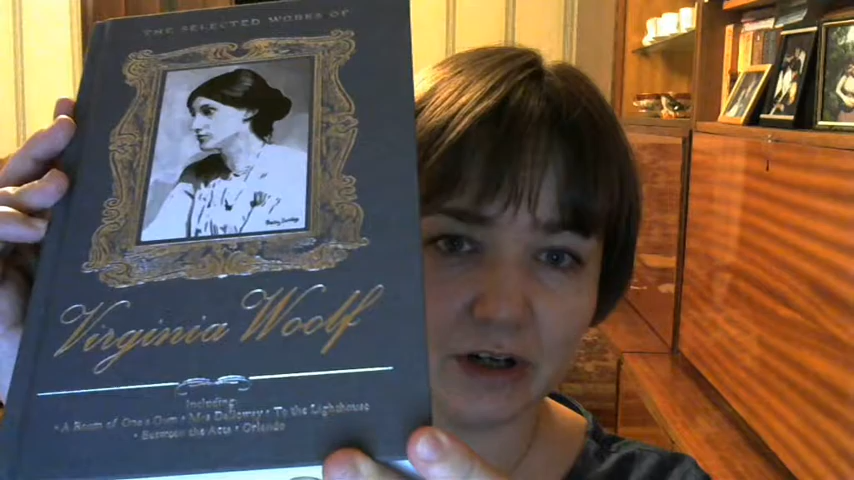 THE SELECTED WORKS OF
Virginia Woolf
Including
• A Room of One's Own • Mrs Dalloway • To the Lighthouse
• Between the Acts • Orlando